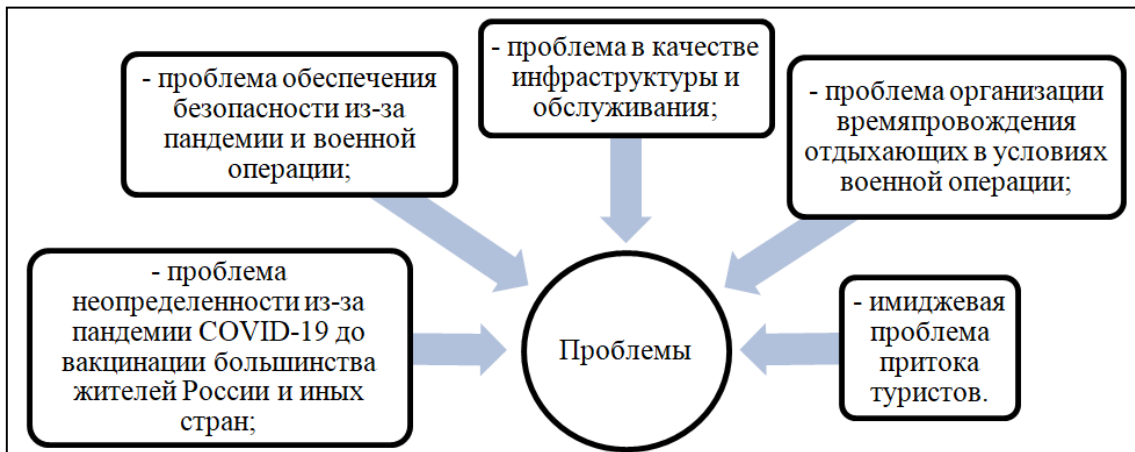 - проблема
неопределенности из-за
пандемии COVID-19 до
вакцинации большинства
жителей России и иных
стран;
- проблема обеспечения
безопасности из-за
пандемии и военной
операции;
- проблема в качестве
инфраструктуры и
обслуживания;
- проблема организации
времяпровождения
отдыхающих в условиях
военной операции;
- имиджевая
проблема
притока
туристов.
Проблемы